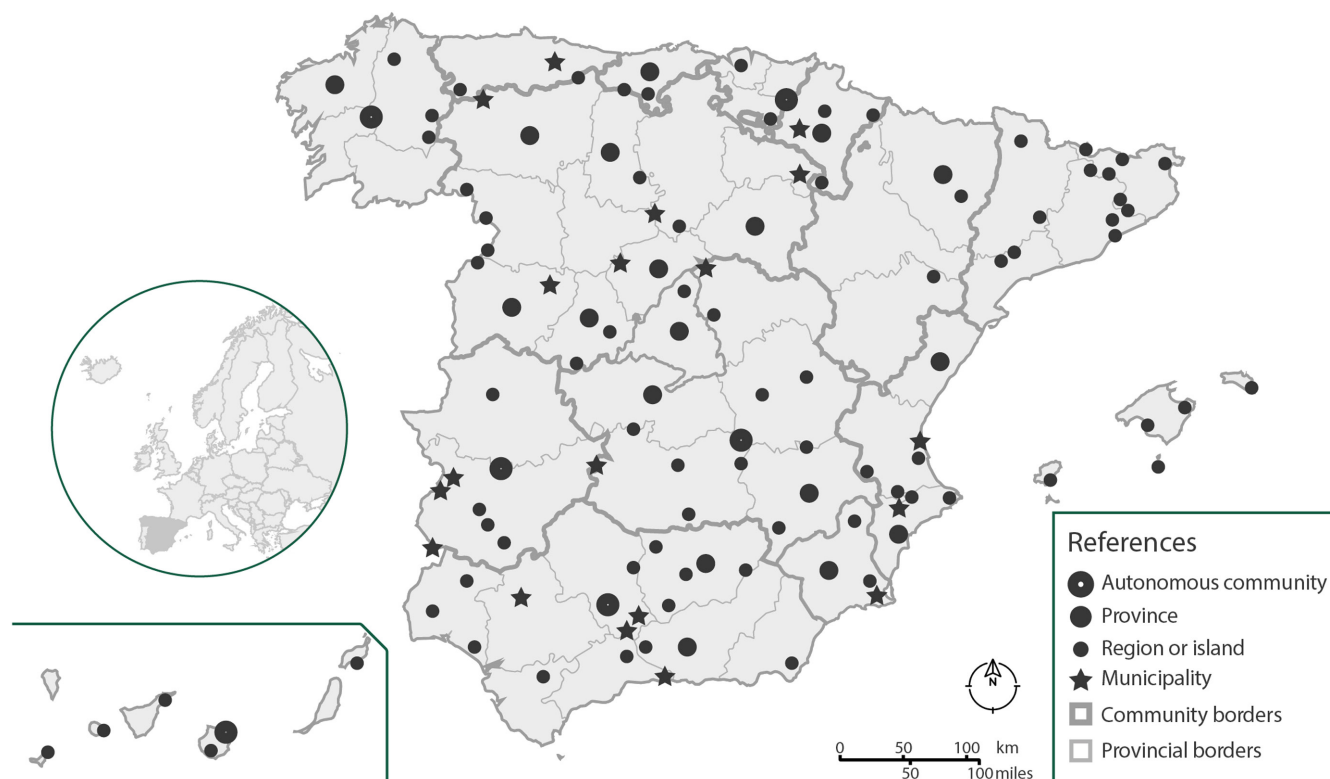 References
Autonomous community
Province
Region or island
Municipality
Community borders
Provincial borders
N
0 50 100 km
50 100 miles